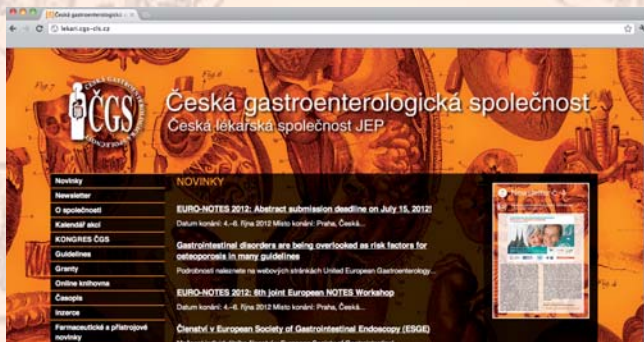 Česká gastroenterologická s
lekari.cgs-cls.cz
ČGS
Česká gastroenterologická společnost
Česká lékařská společnost JEP
Novinky
Newsletter
O společnosti
Kalendář akcí
KONGRES ČGS
Guidelines
Granty
Online knihovna
Časopis
Inzerce
Farmaceutické a přístrojové
novinky
NOVINKY
EURO-NOTES 2012: Abstract submission deadline on July 15, 2012!
Datum konání: 4.–6. října 2012 Místo konání: Praha, Česká...
Gastrointestinal disorders are being overlooked as risk factors for
osteoporosis in many guidelines
Podrobnosti naleznete na webových stránkách United European Gastroenterology...
EURO-NOTES 2012: 6th joint European NOTES Workshop
Datum konání: 4.–6. října 2012 Místo konání: Praha, Česká...
Členství v European Society of Gastrointestinal Endoscopy (ESGE)